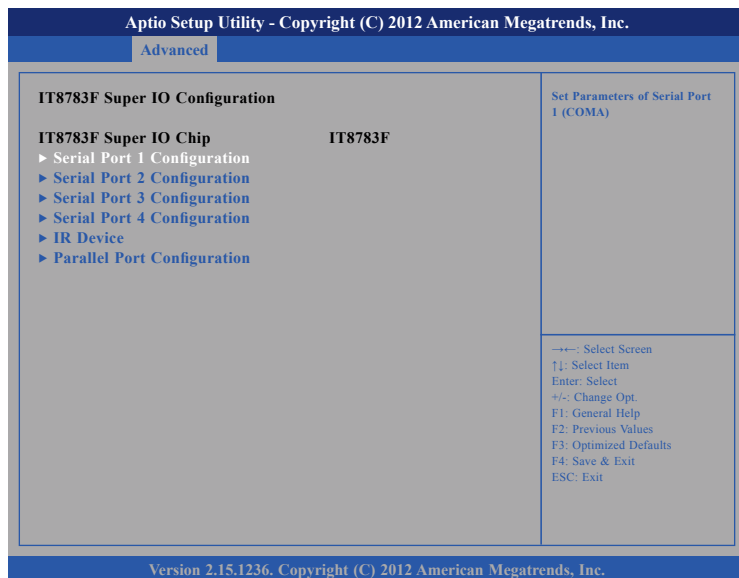 Aptio Setup Utility - Copyright (C) 2012 American Megatrends, Inc.
Advanced
IT8783F Super IO Configuration
IT8783F Super IO Chip IT8783F
▶ Serial Port 1 Configuration
▶ Serial Port 2 Configuration
▶ Serial Port 3 Configuration
▶ Serial Port 4 Configuration
▶ IR Device
▶ Parallel Port Configuration
Set Parameters of Serial Port
1 (COMA)
→←: Select Screen
↑↓: Select Item
Enter: Select
+/-: Change Opt.
F1: General Help
F2: Previous Values
F3: Optimized Defaults
F4: Save & Exit
ESC: Exit
Version 2.15.1236. Copyright (C) 2012 American Megatrends, Inc.